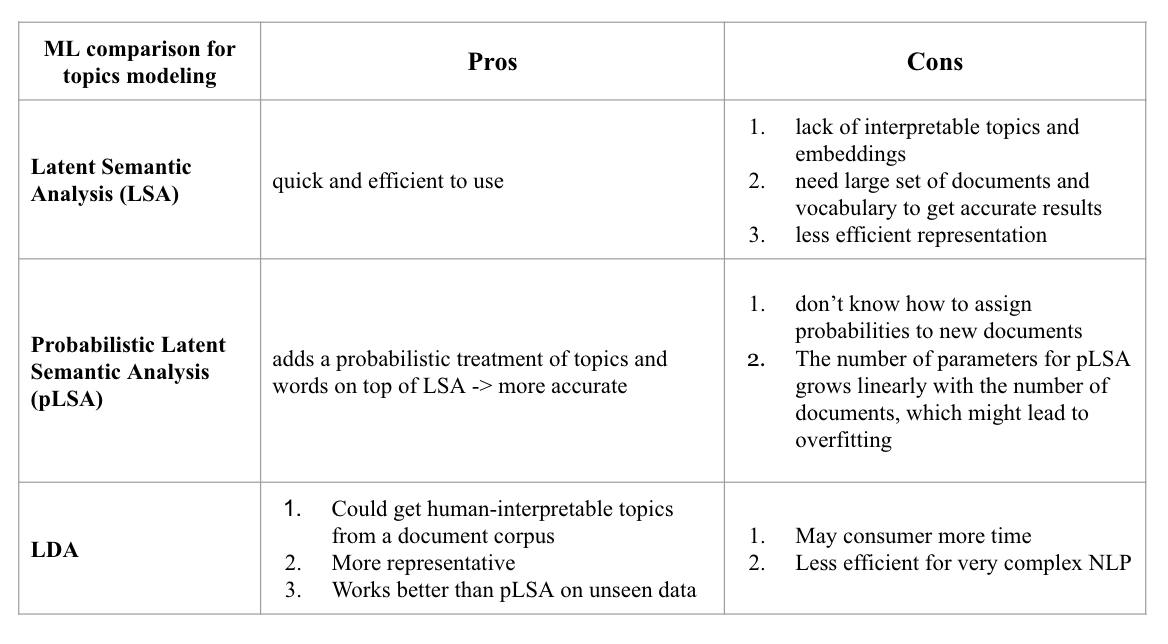 ML comparison for
topics modeling
Pros
Cons
Latent Semantic
Analysis (LSA)
quick and efficient to use
1. lack of interpretable topics and
embeddings
2. need large set of documents and
vocabulary to get accurate results
3. less efficient representation
Probabilistic Latent
Semantic Analysis
(pLSA)
adds a probabilistic treatment of topics and
words on top of LSA -> more accurate
1. don’t know how to assign
probabilities to new documents
2. The number of parameters for pLSA
grows linearly with the number of
documents, which might lead to
overfitting
LDA
1. Could get human-interpretable topics
from a document corpus
2. More representative
3. Works better than pLSA on unseen data
1. May consumer more time
2. Less efficient for very complex NLP